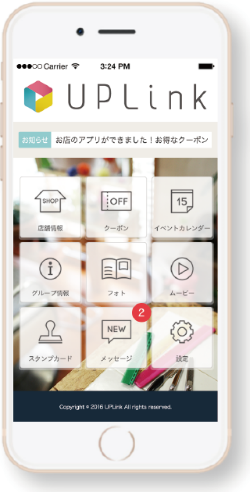 Carrier 3:24 PM
UPLink
お知らせ お店のアプリができました！お得なクーポン
SHOP OFF 15
店舗情報 クーポン イベントカレンダー
グループ情報 フォト ムービー
2
NEW
スタンプカード メッセージ 設定
Copyright © 2016 UPLink All rights reserved.